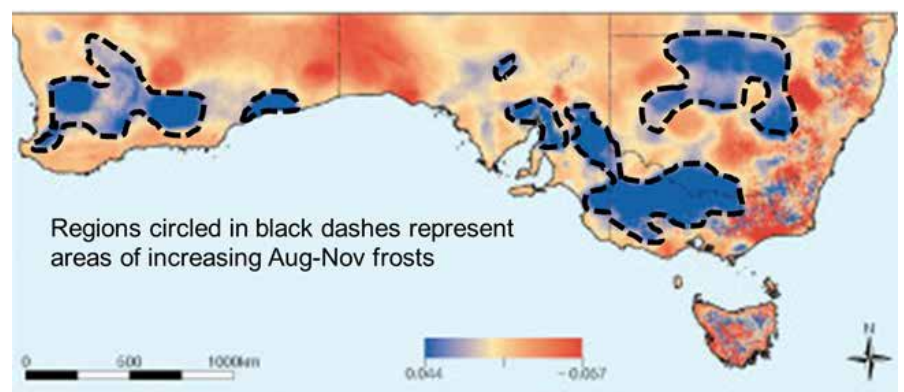 Regions circled in black dashes represent
areas of increasing Aug-Nov frosts
N
0 500 1000km
0.044 -0.057